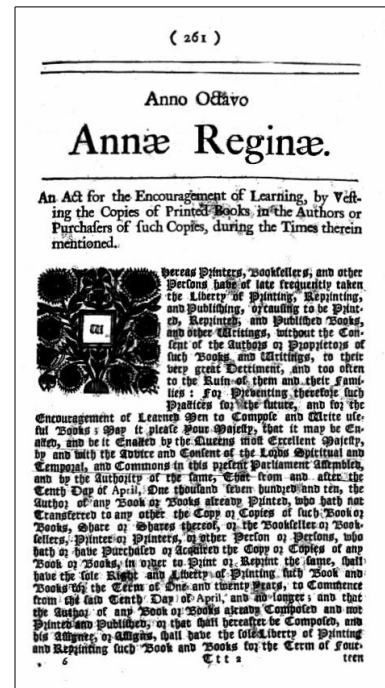 ( 261 )
Anno Octavo
Annæ Reginæ.
An Act for the Encouragement of Learning, by Vest-
ing the Copies of Printed Books in the Authors or
Purchasers of such Copies, during the Times therein
mentioned.
Whereas Printers, Booksellers, and other
Persons have of late frequently taken
the Liberty of Printing, Reprinting,
and Publishing, or causing to be Print-
ed, Reprinted, and Published Books,
and other Writings, without the Con-
sent of the Authors or Proprietors of
such Books and Writings, to their
very great Detriment, and too often
to the Ruin of them and their Fami-
lies : For Preventing therefore such
Practices for the future, and for the
Encouragement of Learned Men to Compose and Write use-
ful Books ; May it please Your Majesty, that it may be En-
acted, and be it Enacted by the Queens most Excellent Majesty,
by and with the Advice and Consent of the Lords Spiritual and
Temporal, and Commons in this present Parliament Assembled,
and by the Authority of the same, That from and after the
Tenth Day of April, One thousand seven hundred and ten, the
Author of any Book or Books already Printed, who hath not
Transferred to any other the Copy or Copies of such Book or
Books, Share or Shares thereof, or the Bookseller or Book-
sellers, Printer or Printers, or other Person or Persons, who
hath or have Purchased or Acquired the Copy or Copies of any
Book or Books, in order to Print or Reprint the same, shall
have the sole Right and Liberty of Printing such Book and
Books for the Term of One and twenty Years, to Commence
from the said Tenth Day of April, and no longer ; and that
the Author of any Book or Books already Composed and not
Printed and Published, or that shall hereafter be Composed, and
his Assignee, or Assigns, shall have the sole Liberty of Printing
and Reprinting such Book and Books for the Term of Four-
* 6 Ttt 2 teen